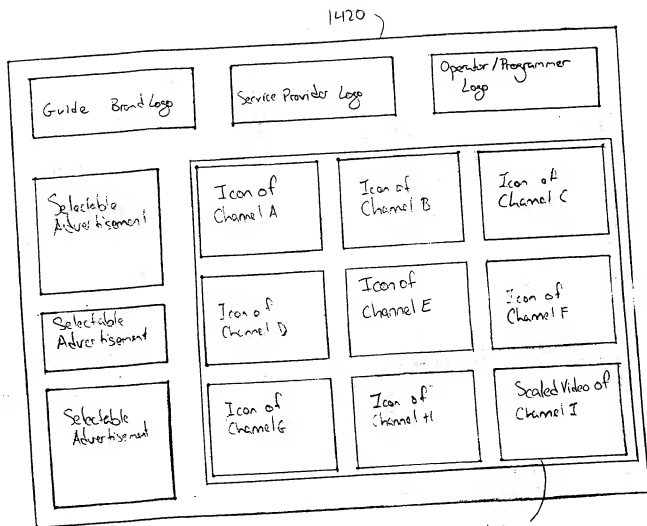 1420
Guide Brand Logo
Service Provider Logo
Operator/Programmer
Logo
Selectable
Advertisement
Icon of
Channel A
Icon of
Channel B
Icon of
Channel C
Selectable
Advertisement
Icon of
Channel D
Icon of
Channel E
Icon of
Channel F
Selectable
Advertisement
Icon of
Channel G
Icon of
Channel H
Scaled Video of
Channel I